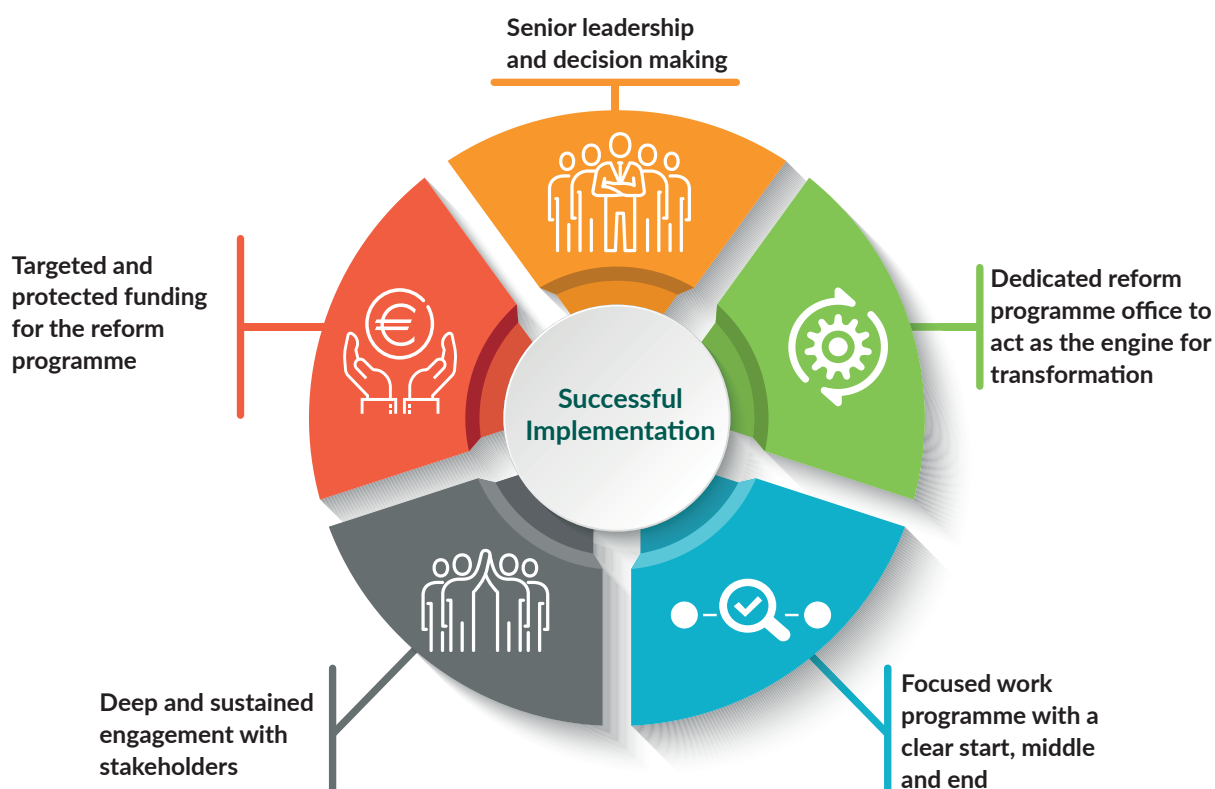 Senior leadership
and decision making
Targeted and
protected funding
for the reform
programme
Dedicated reform
programme office to
act as the engine for
transformation
€
Successful
Implementation
Deep and sustained
engagement with
stakeholders
Focused work
programme with a
clear start, middle
and end